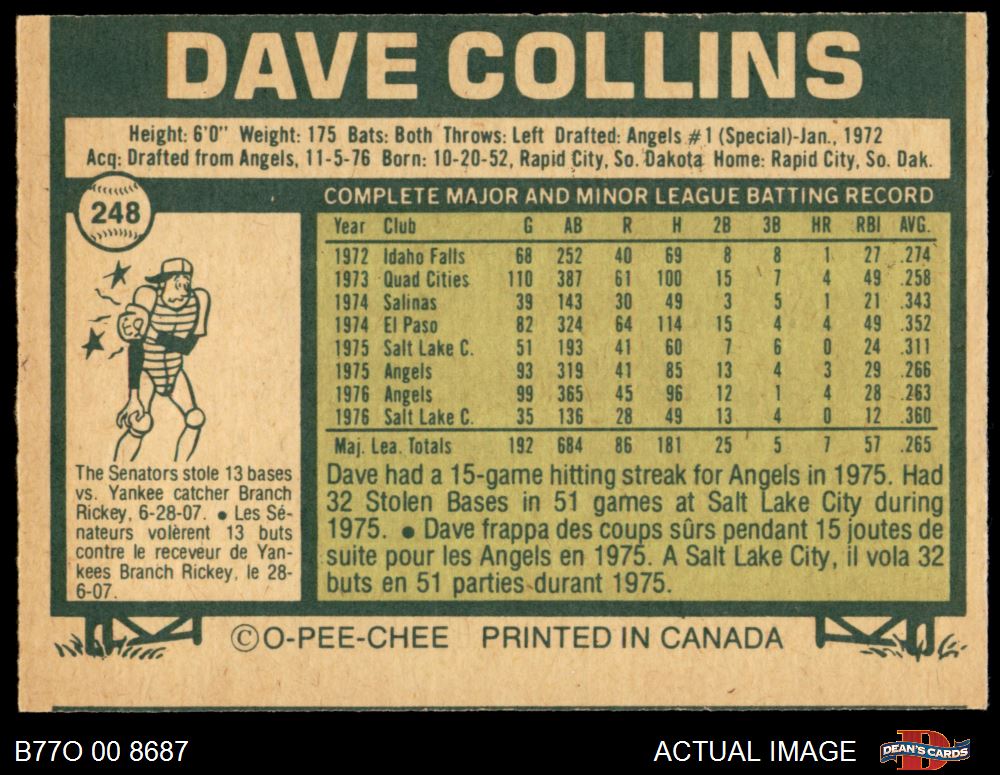 DAVE COLLINS
Height: 6'0" Weight: 175 Bats: Both Throws: Left Drafted: Angels #1 (Special)-Jan., 1972
Acq: Drafted from Angels, 11-5-76 Born: 10-20-52, Rapid City, So. Dakota Home: Rapid City, So. Dak.
248
COMPLETE MAJOR AND MINOR LEAGUE BATTING RECORD
Year Club G AB R H 2B 3B HR RBI AVG.
1972 Idaho Falls 68 252 40 69 8 8 1 27 .274
1973 Quad Cities 110 387 61 100 15 7 4 49 .258
1974 Salinas 39 143 30 49 3 5 1 21 .343
1974 El Paso 82 324 64 114 15 4 4 49 .352
1975 Salt Lake C. 51 193 41 60 7 6 0 24 .311
1975 Angels 93 319 41 85 13 4 3 29 .266
1976 Angels 99 365 45 96 12 1 4 28 .263
1976 Salt Lake C. 35 136 28 49 13 4 0 12 .360
Maj. Lea. Totals 192 684 86 181 25 5 7 57 .265
The Senators stole 13 bases
vs. Yankee catcher Branch
Rickey, 6-28-07. • Les Sé-
nateurs volèrent 13 buts
contre le receveur de Yan-
kees Branch Rickey, le 28-
6-07.
Dave had a 15-game hitting streak for Angels in 1975. Had
32 Stolen Bases in 51 games at Salt Lake City during
1975. • Dave frappa des coups sûrs pendant 15 joutes de
suite pour les Angels en 1975. A Salt Lake City, il vola 32
buts en 51 parties durant 1975.
© O-PEE-CHEE PRINTED IN CANADA
B77O 00 8687
ACTUAL IMAGE
DEAN'S CARDS